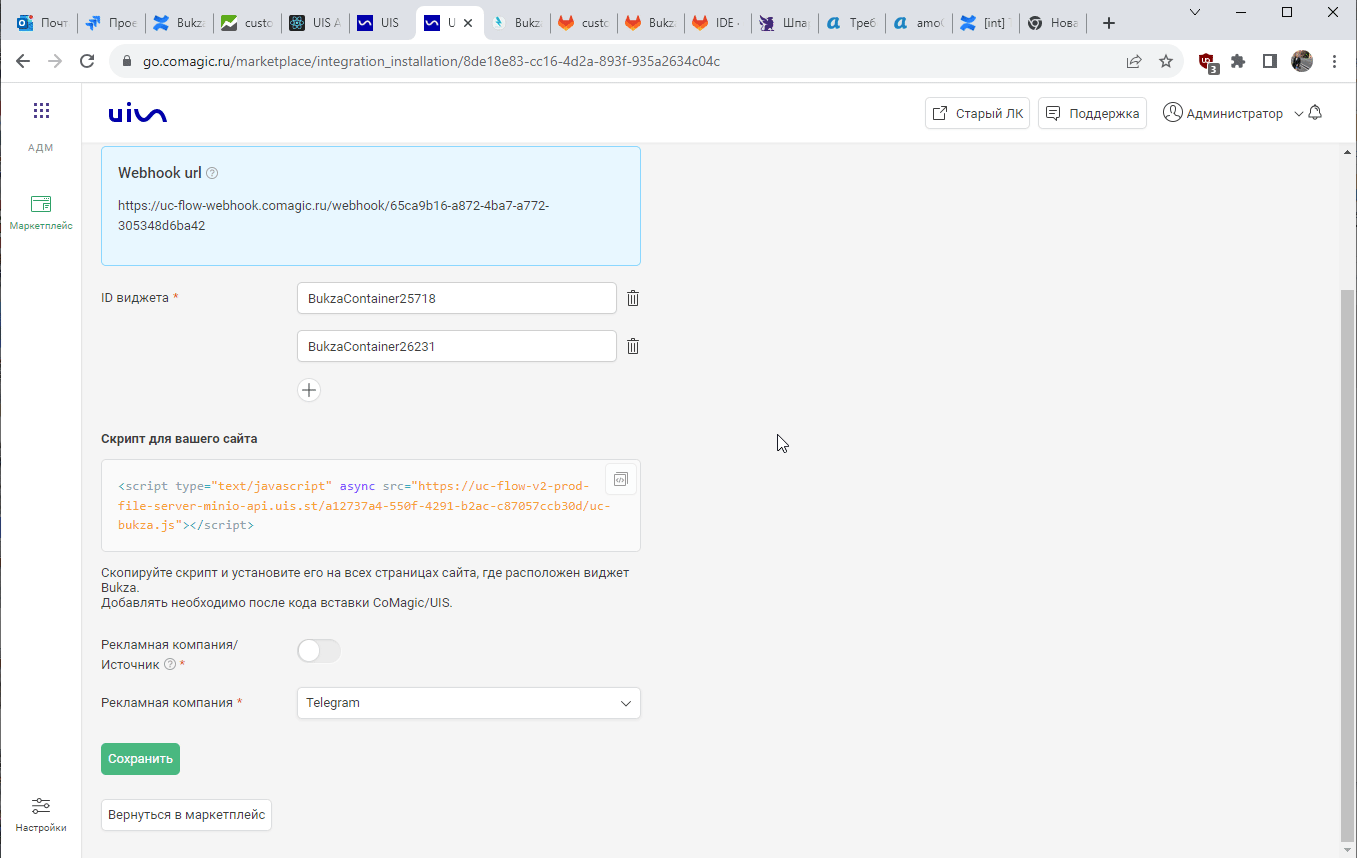 Почт
Прое
Bukz
custo
UIS A
UIS
U
Bukz
custo
Bukz
IDE
Шпа
Треб
amo
[int]
Нова
go.comagic.ru/marketplace/integration_installation/8de18e83-cc16-4d2a-893f-935a2634c04c
3
uis
Старый ЛК
Поддержка
Администратор
АДМ
Маркетплейс
Webhook url
https://uc-flow-webhook.comagic.ru/webhook/65ca9b16-a872-4ba7-a772-
305348d6ba42
ID виджета *
BukzaContainer25718
BukzaContainer26231
Скрипт для вашего сайта
<script type="text/javascript" async src="https://uc-flow-v2-prod-
file-server-minio-api.uis.st/a12737a4-550f-4291-b2ac-c87057ccb30d/uc-
bukza.js"></script>
Скопируйте скрипт и установите его на всех страницах сайта, где расположен виджет
Bukza.
Добавлять необходимо после кода вставки CoMagic/UIS.
Рекламная компания/
Источник ? *
Рекламная компания *
Telegram
Сохранить
Вернуться в маркетплейс
Настройки